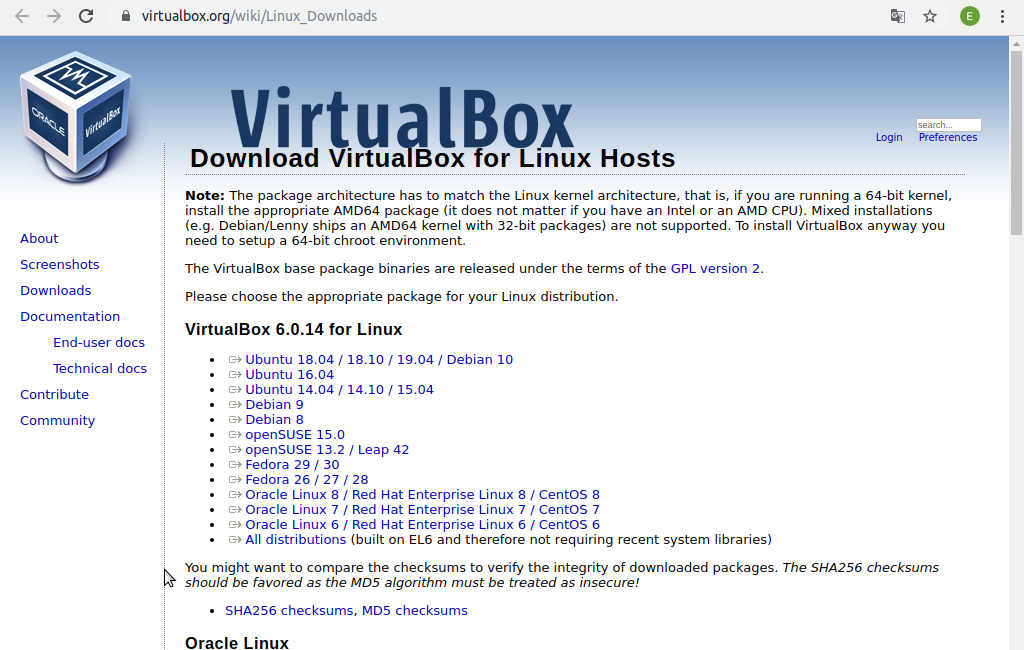 virtualbox.org/wiki/Linux_Downloads
E
ORACLE
VirtualBox
VirtualBox
search...
Login
Preferences
Download VirtualBox for Linux Hosts
Note: The package architecture has to match the Linux kernel architecture, that is, if you are running a 64-bit kernel,
install the appropriate AMD64 package (it does not matter if you have an Intel or an AMD CPU). Mixed installations
(e.g. Debian/Lenny ships an AMD64 kernel with 32-bit packages) are not supported. To install VirtualBox anyway you
need to setup a 64-bit chroot environment.
About
Screenshots
Downloads
Documentation
End-user docs
Technical docs
Contribute
Community
The VirtualBox base package binaries are released under the terms of the GPL version 2.
Please choose the appropriate package for your Linux distribution.
VirtualBox 6.0.14 for Linux
Ubuntu 18.04 / 18.10 / 19.04 / Debian 10
Ubuntu 16.04
Ubuntu 14.04 / 14.10 / 15.04
Debian 9
Debian 8
openSUSE 15.0
openSUSE 13.2 / Leap 42
Fedora 29 / 30
Fedora 26 / 27 / 28
Oracle Linux 8 / Red Hat Enterprise Linux 8 / CentOS 8
Oracle Linux 7 / Red Hat Enterprise Linux 7 / CentOS 7
Oracle Linux 6 / Red Hat Enterprise Linux 6 / CentOS 6
All distributions (built on EL6 and therefore not requiring recent system libraries)
You might want to compare the checksums to verify the integrity of downloaded packages. The SHA256 checksums
should be favored as the MD5 algorithm must be treated as insecure!
SHA256 checksums, MD5 checksums
Oracle Linux